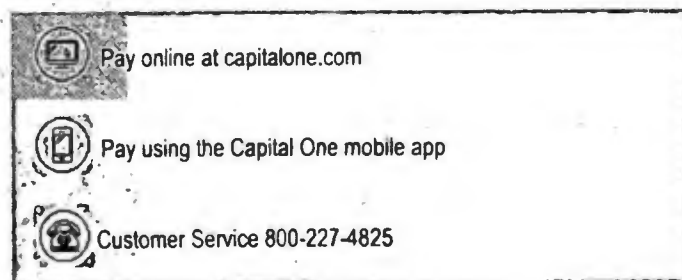 Pay online at capitalone.com
Pay using the Capital One mobile app
Customer Service 800-227-4825